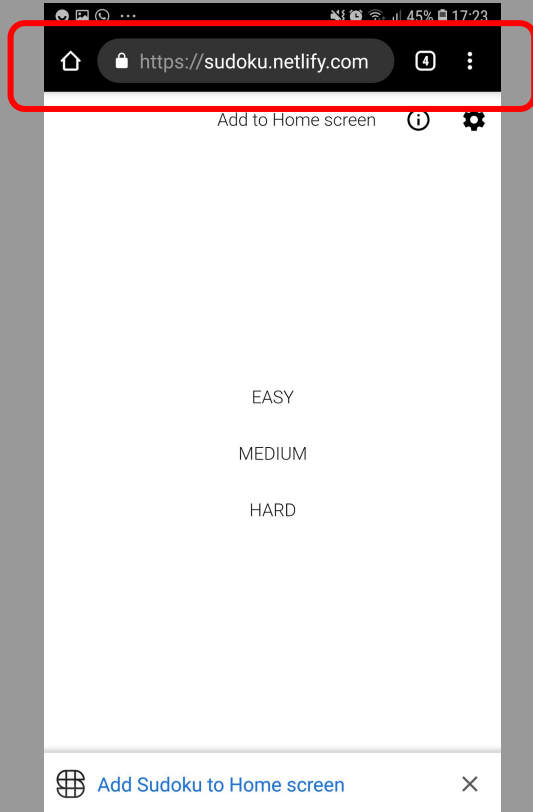 45% 17:23
https://sudoku.netlify.com 4
Add to Home screen
EASY
MEDIUM
HARD
Add Sudoku to Home screen